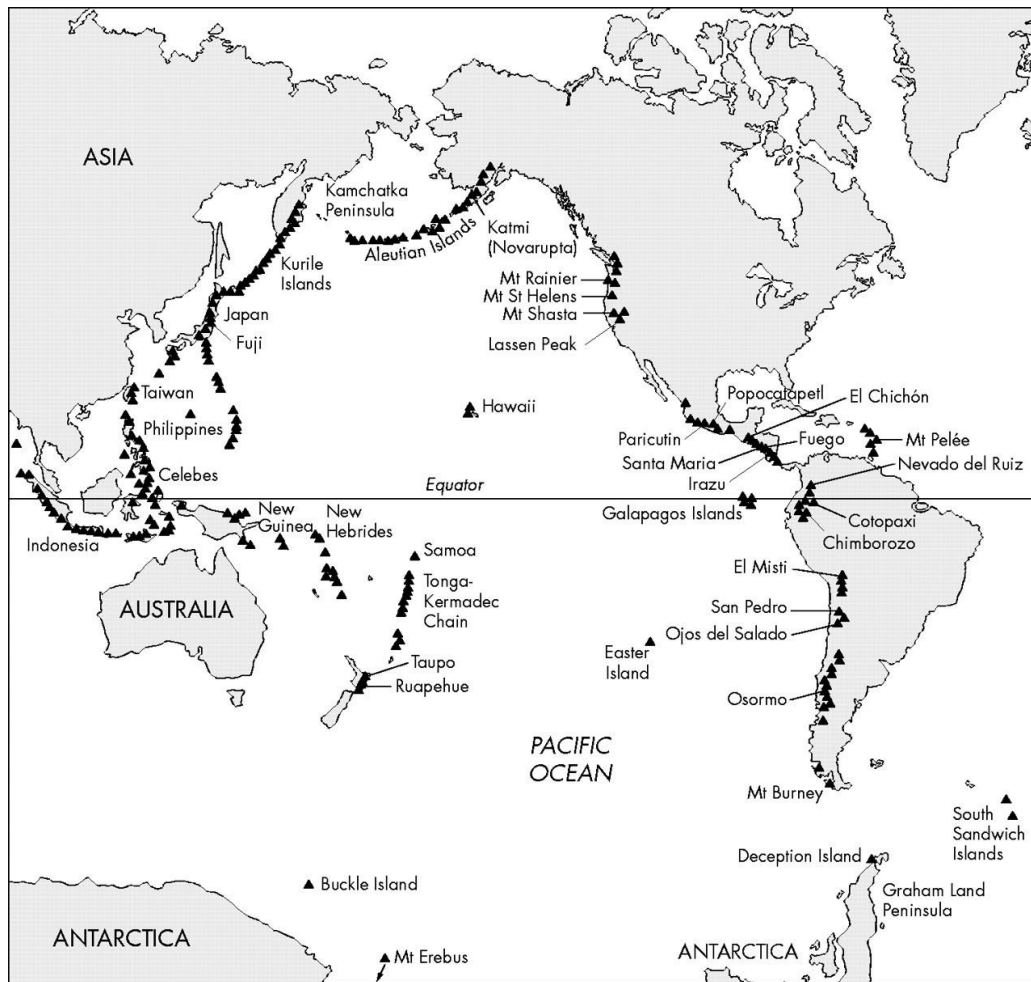 ASIA
Kamchatka
Peninsula
Aleutian Islands
Katmi
(Novarupta)
Kurile
Islands
Mt Rainier
Mt St Helens
Mt Shasta
Lassen Peak
Japan
Fuji
Taiwan
Hawaii
Popocatapetl
El Chichón
Philippines
Paricutin
Fuego
Mt Pelée
Santa Maria
Nevado del Ruiz
Celebes
Irazu
Equator
New
Guinea
New
Hebrides
Galapagos Islands
Cotopaxi
Chimborozo
Indonesia
Samoa
El Misti
AUSTRALIA
Tonga-
Kermadec
Chain
San Pedro
Ojos del Salado
Easter
Island
Taupo
Ruapehue
Osormo
PACIFIC
OCEAN
Mt Burney
South
Sandwich
Islands
Deception Island
Buckle Island
Graham Land
Peninsula
ANTARCTICA
Mt Erebus
ANTARCTICA